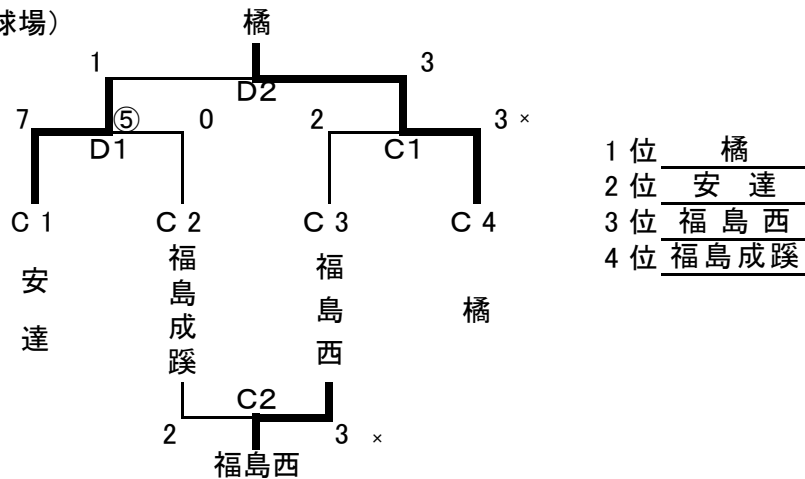 球場）
橘
1 3
D2
7 ⑤ 0 2 3 ×
D1 C1
C 1 C 2 C 3 C 4
安達
福島成蹊
福島西
橘
C2
2 3 ×
福島西
1 位 橘
2 位 安 達
3 位 福 島 西
4 位 福島成蹊